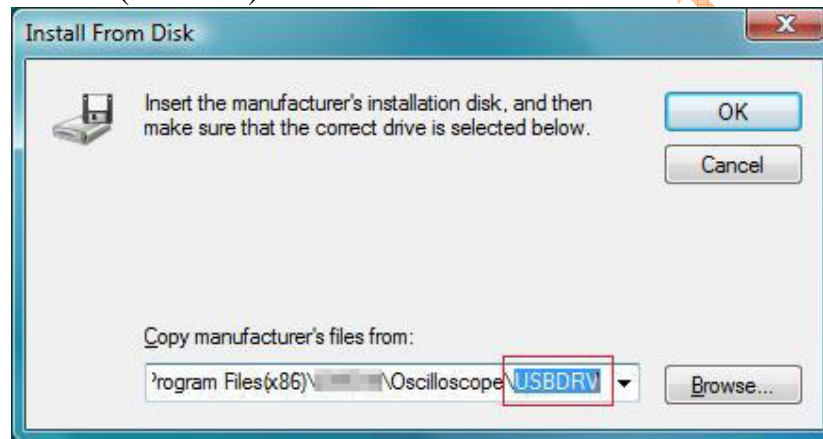 Install From Disk
Insert the manufacturer's installation disk, and then
make sure that the correct drive is selected below.
OK
Cancel
Copy manufacturer's files from:
rogram Files(x86)\ \Oscilloscope\USBDRV
Browse...